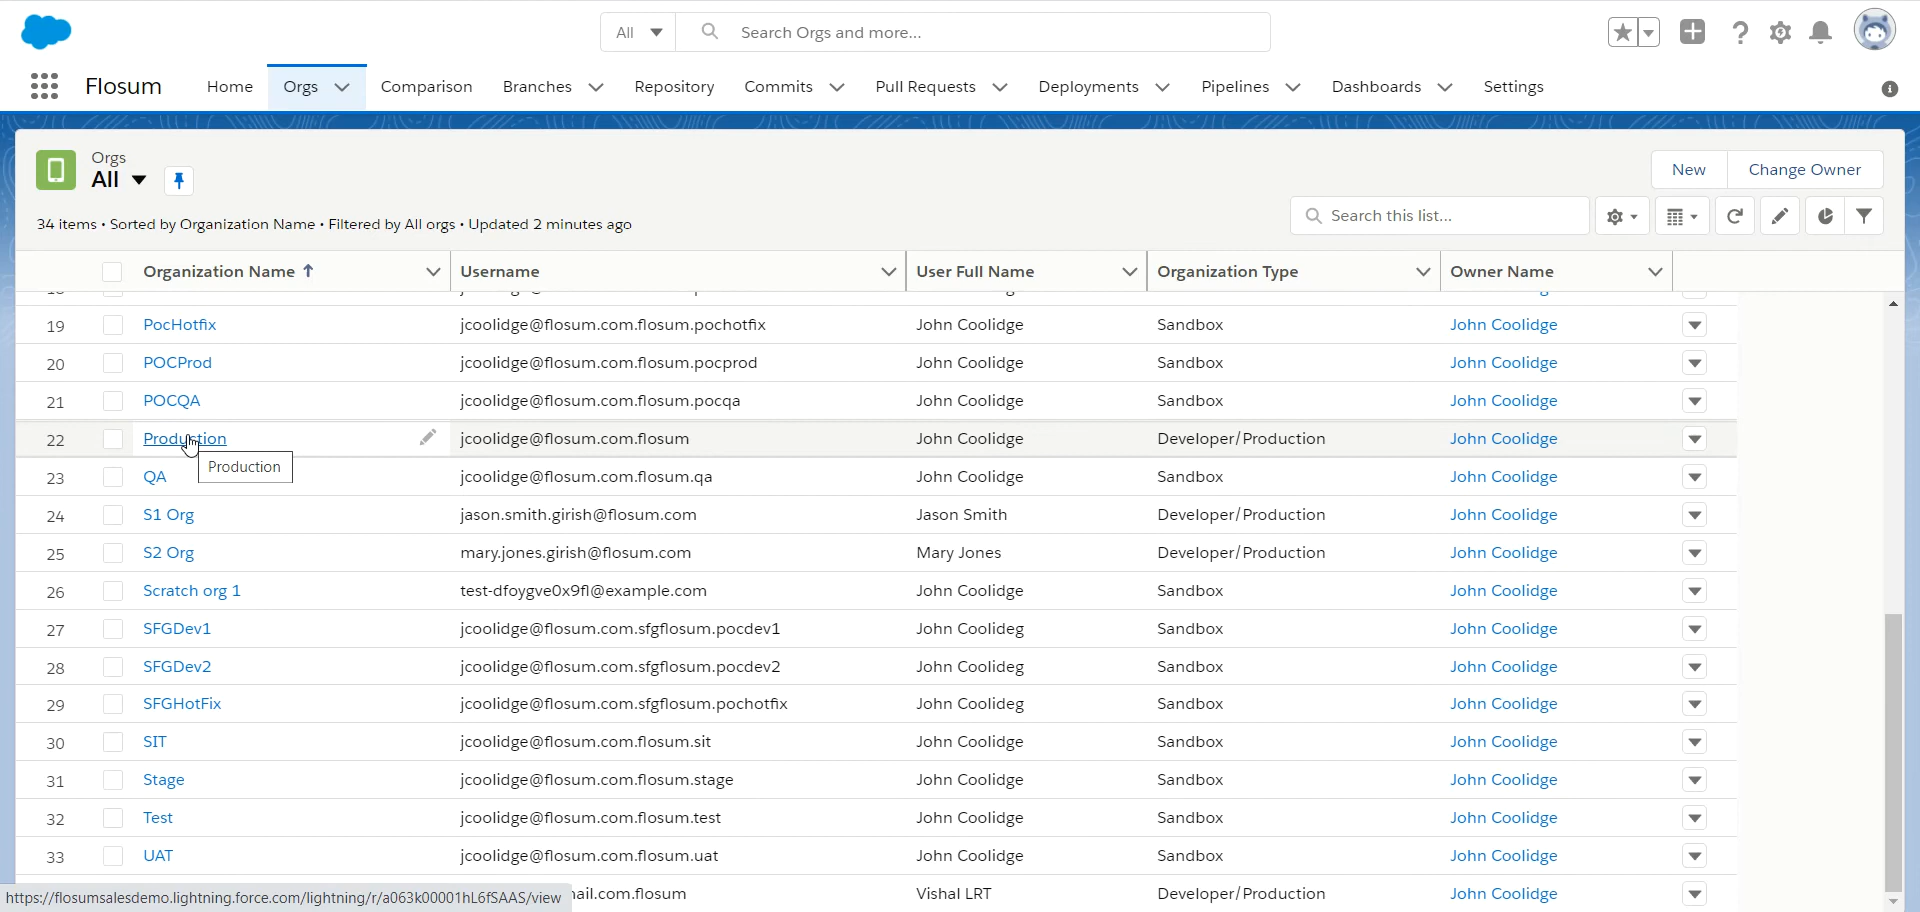 All
Search Orgs and more...
Flosum
Home
Orgs
Comparison
Branches
Repository
Commits
Pull Requests
Deployments
Pipelines
Dashboards
Settings
Orgs
All
New
Change Owner
34 items • Sorted by Organization Name • Filtered by All orgs • Updated 2 minutes ago
Search this list...
Organization Name Username User Full Name Organization Type Owner Name
19 PocHotfix jcoolidge@flosum.com.flosum.pochotfix John Coolidge Sandbox John Coolidge
20 POCProd jcoolidge@flosum.com.flosum.pocprod John Coolidge Sandbox John Coolidge
21 POCQA jcoolidge@flosum.com.flosum.pocqa John Coolidge Sandbox John Coolidge
22 Production jcoolidge@flosum.com.flosum John Coolidge Developer/Production John Coolidge
Production
23 QA jcoolidge@flosum.com.flosum.qa John Coolidge Sandbox John Coolidge
24 S1 Org jason.smith.girish@flosum.com Jason Smith Developer/Production John Coolidge
25 S2 Org mary.jones.girish@flosum.com Mary Jones Developer/Production John Coolidge
26 Scratch org 1 test-dfoygve0x9fl@example.com John Coolidge Sandbox John Coolidge
27 SFGDev1 jcoolidge@flosum.com.sfgflosum.pocdev1 John Coolideg Sandbox John Coolidge
28 SFGDev2 jcoolidge@flosum.com.sfgflosum.pocdev2 John Coolideg Sandbox John Coolidge
29 SFGHotFix jcoolidge@flosum.com.sfgflosum.pochotfix John Coolideg Sandbox John Coolidge
30 SIT jcoolidge@flosum.com.flosum.sit John Coolidge Sandbox John Coolidge
31 Stage jcoolidge@flosum.com.flosum.stage John Coolidge Sandbox John Coolidge
32 Test jcoolidge@flosum.com.flosum.test John Coolidge Sandbox John Coolidge
33 UAT jcoolidge@flosum.com.flosum.uat John Coolidge Sandbox John Coolidge
ail.com.flosum Vishal LRT Developer/Production John Coolidge
https://flosumsalesdemo.lightning.force.com/lightning/r/a063k00001hL6fSAAS/view